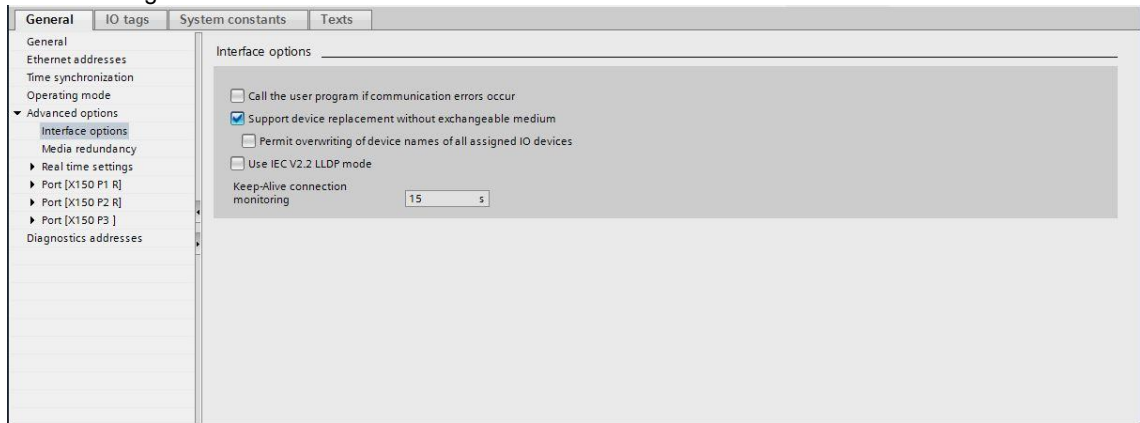 General IO tags System constants Texts
General
Ethernet addresses
Time synchronization
Operating mode
Advanced options
Interface options
Media redundancy
Real time settings
Port [X150 P1 R]
Port [X150 P2 R]
Port [X150 P3 ]
Diagnostics addresses
Interface options
Call the user program if communication errors occur
Support device replacement without exchangeable medium
Permit overwriting of device names of all assigned IO devices
Use IEC V2.2 LLDP mode
Keep-Alive connection
monitoring 15 s